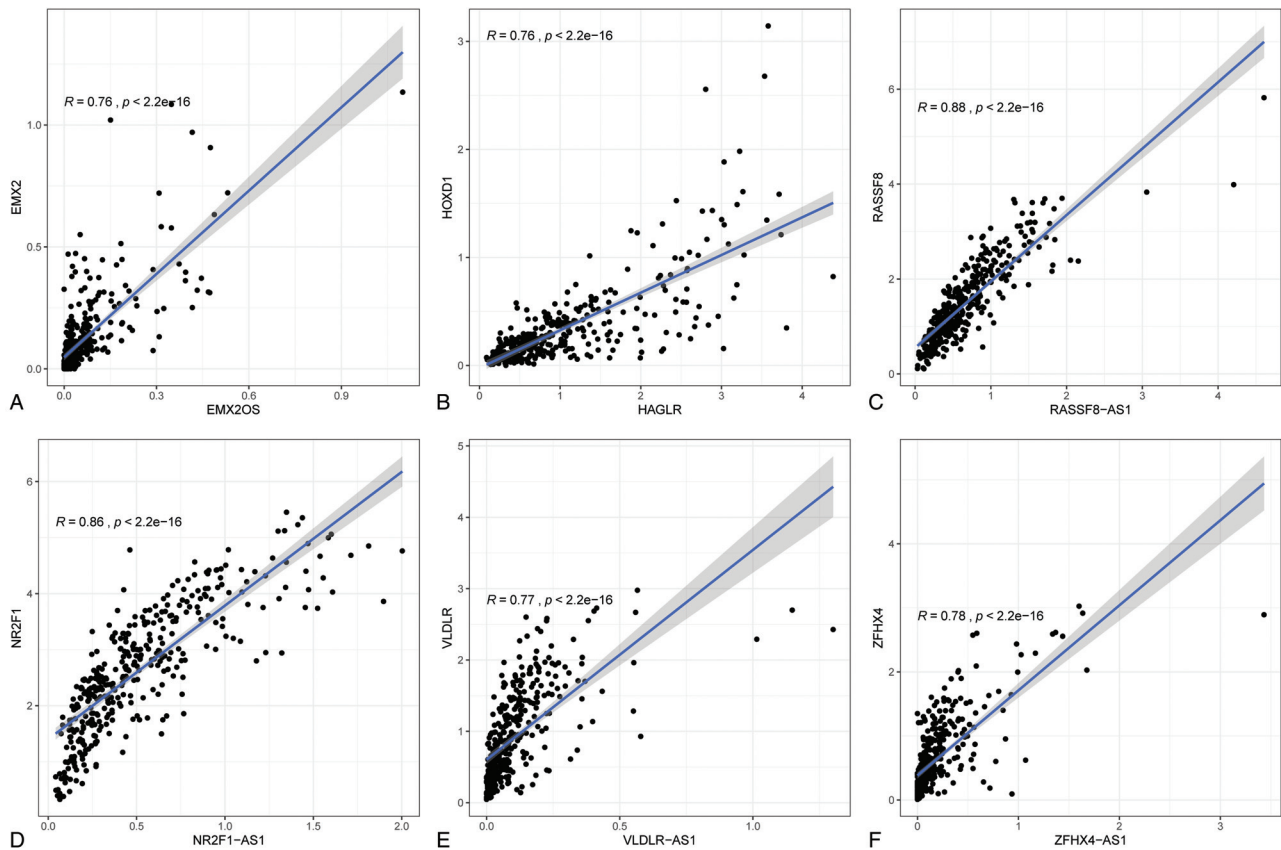 R = 0.76 , p < 2.2e−16
EMX2
1.0
0.5
0.0
0.0
0.3
0.6
0.9
EMX2OS
A
R = 0.76 , p < 2.2e−16
HOXD1
3
2
1
0
0
1
2
3
4
HAGLR
B
R = 0.88 , p < 2.2e−16
RASSF8
6
4
2
0
0
1
2
3
4
RASSF8−AS1
C
R = 0.86 , p < 2.2e−16
NR2F1
6
4
2
0.0
0.5
1.0
1.5
2.0
NR2F1−AS1
D
R = 0.77 , p < 2.2e−16
VLDLR
5
4
3
2
1
0
0.0
0.5
1.0
VLDLR−AS1
E
R = 0.78 , p < 2.2e−16
ZFHX4
4
2
0
0
1
2
3
ZFHX4−AS1
F